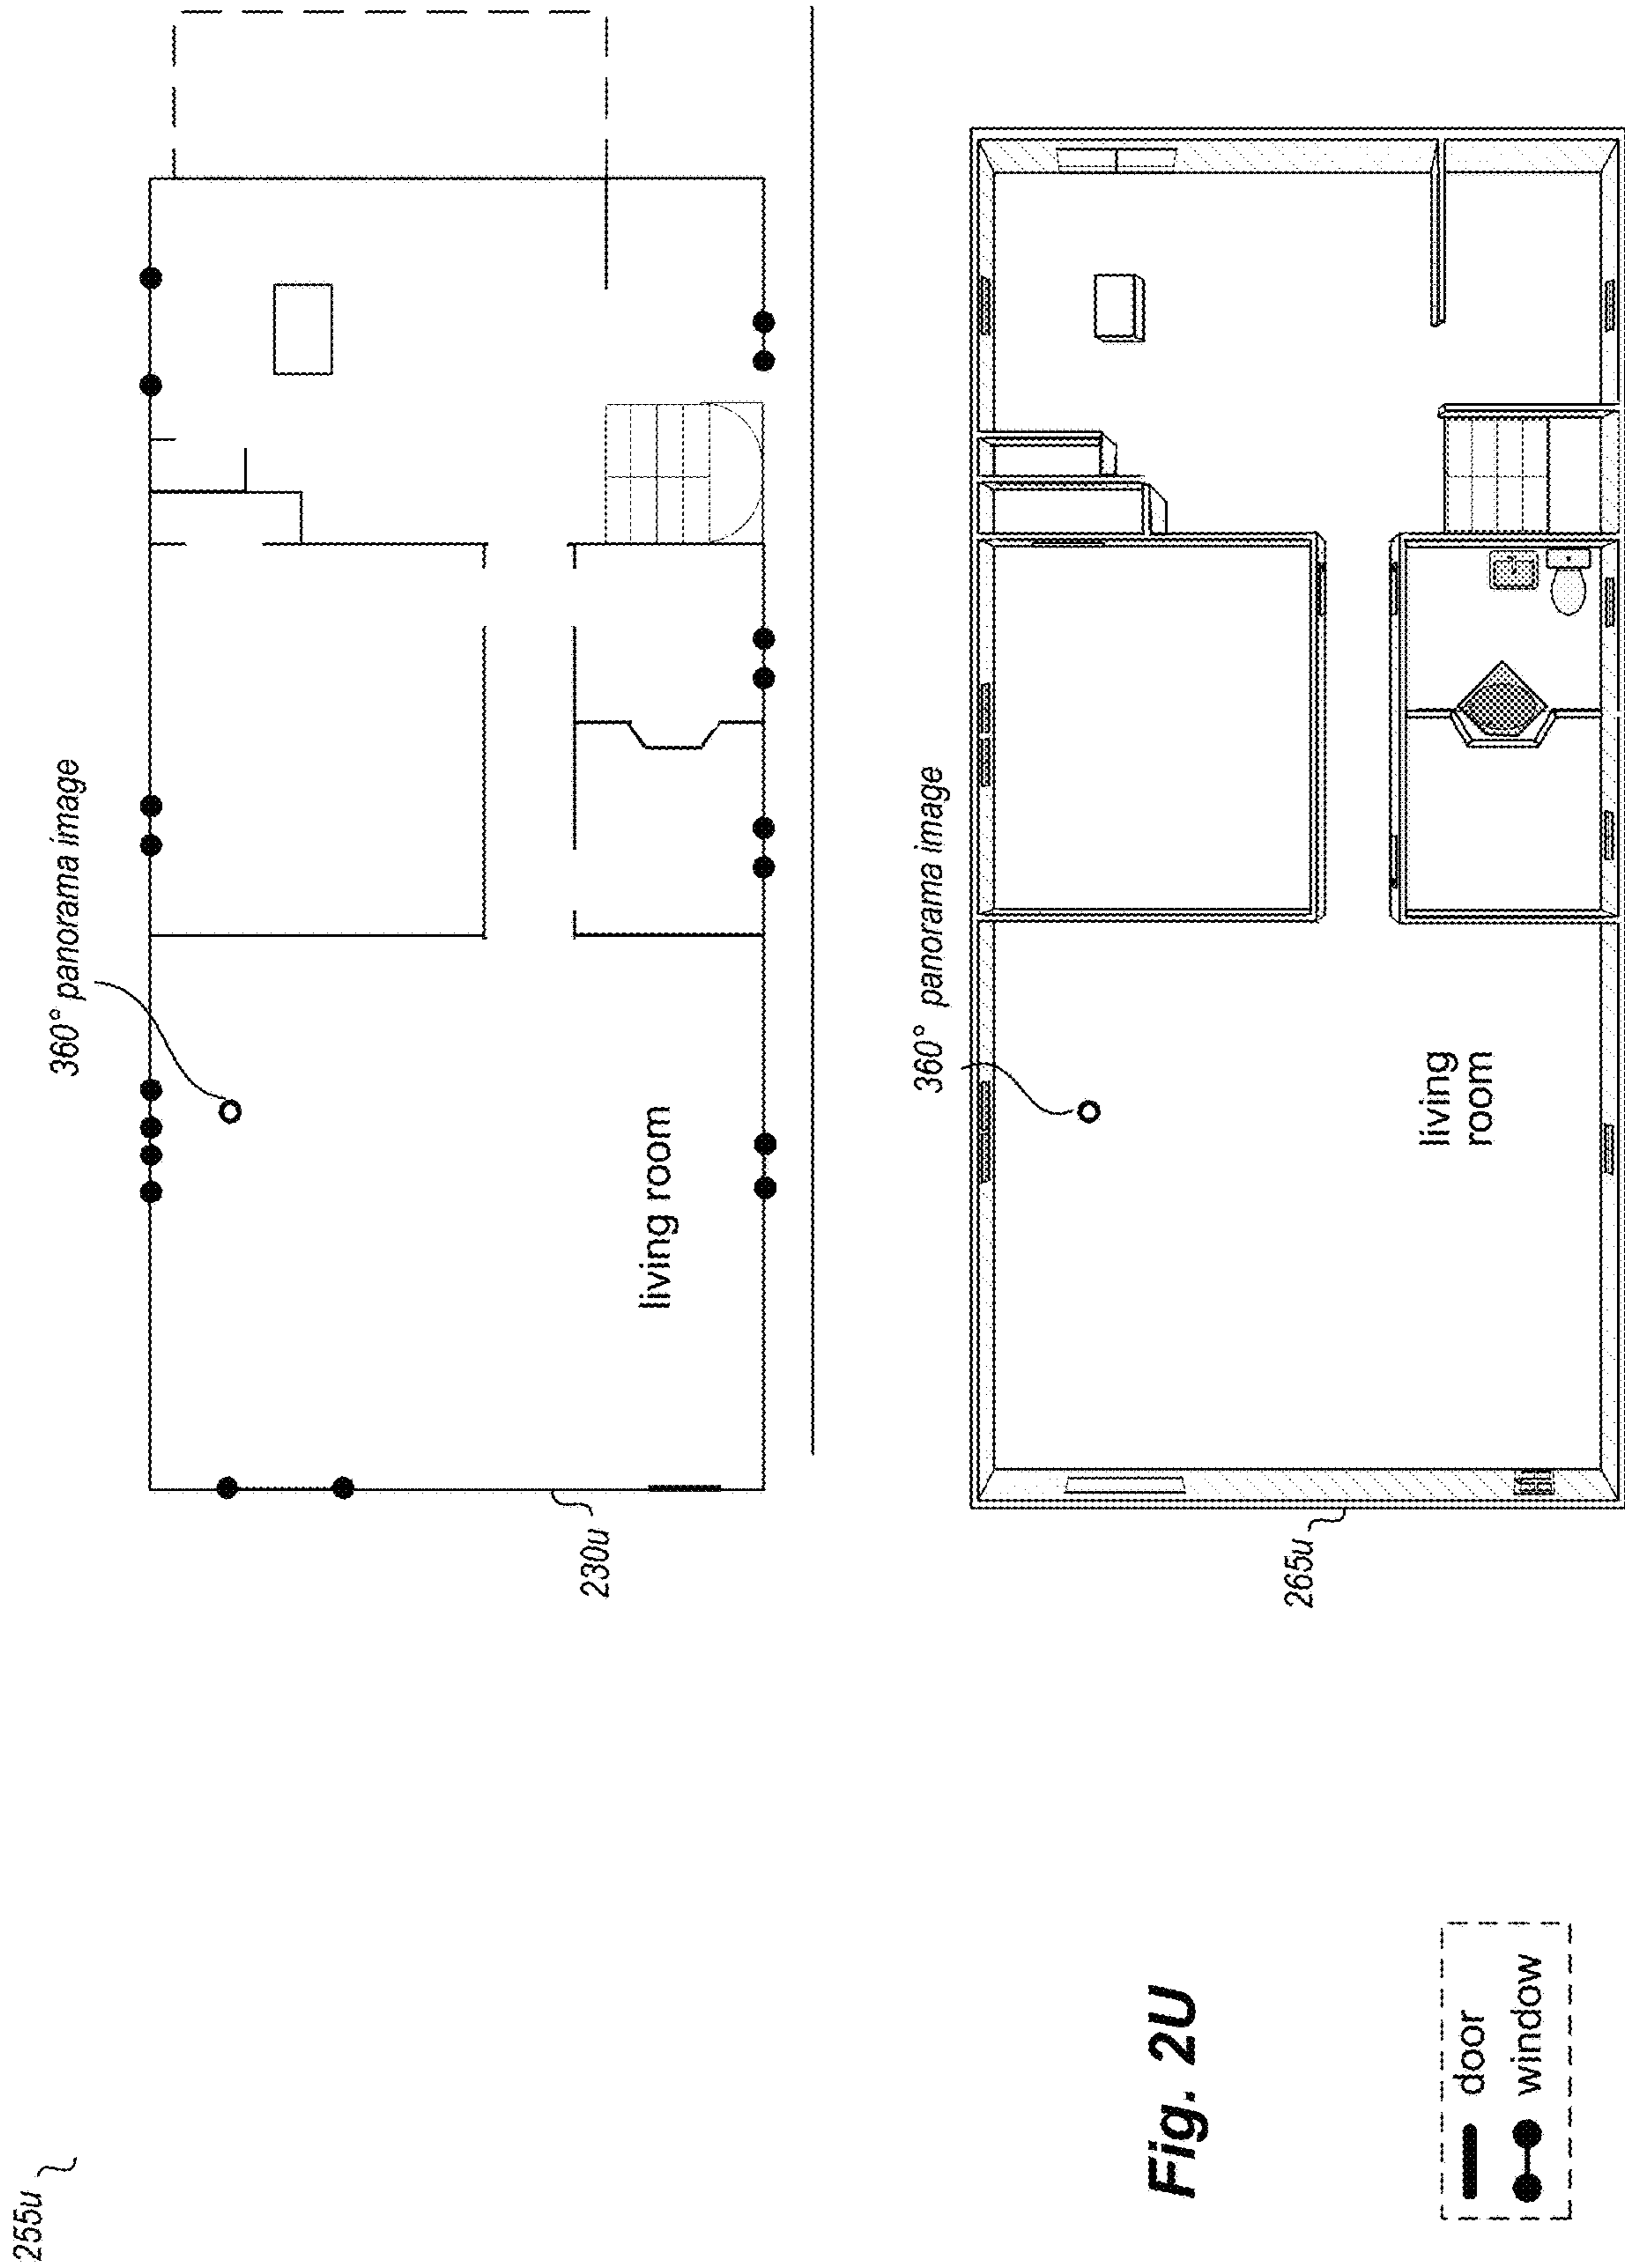 255u
360° panorama image
living room
230u
360° panorama image
living
room
265u
Fig. 2U
door
window